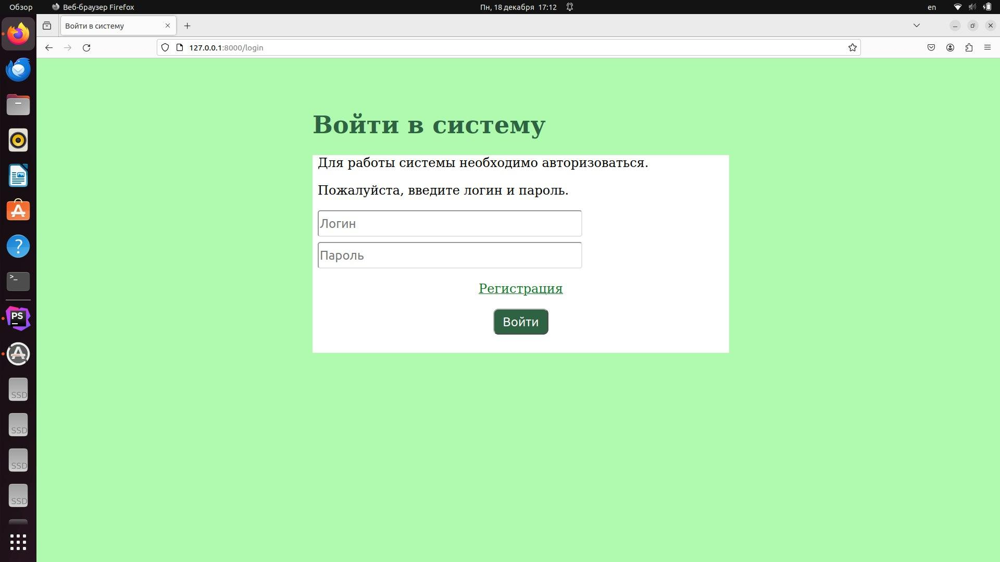 Обзор
Веб-браузер Firefox
Пн, 18 декабря 17:12
en
Войти в систему
127.0.0.1:8000/login
Войти в систему
Для работы системы необходимо авторизоваться.
Пожалуйста, введите логин и пароль.
Логин
Пароль
Регистрация
Войти
?
>_
PS
SSD
SSD
SSD
SSD